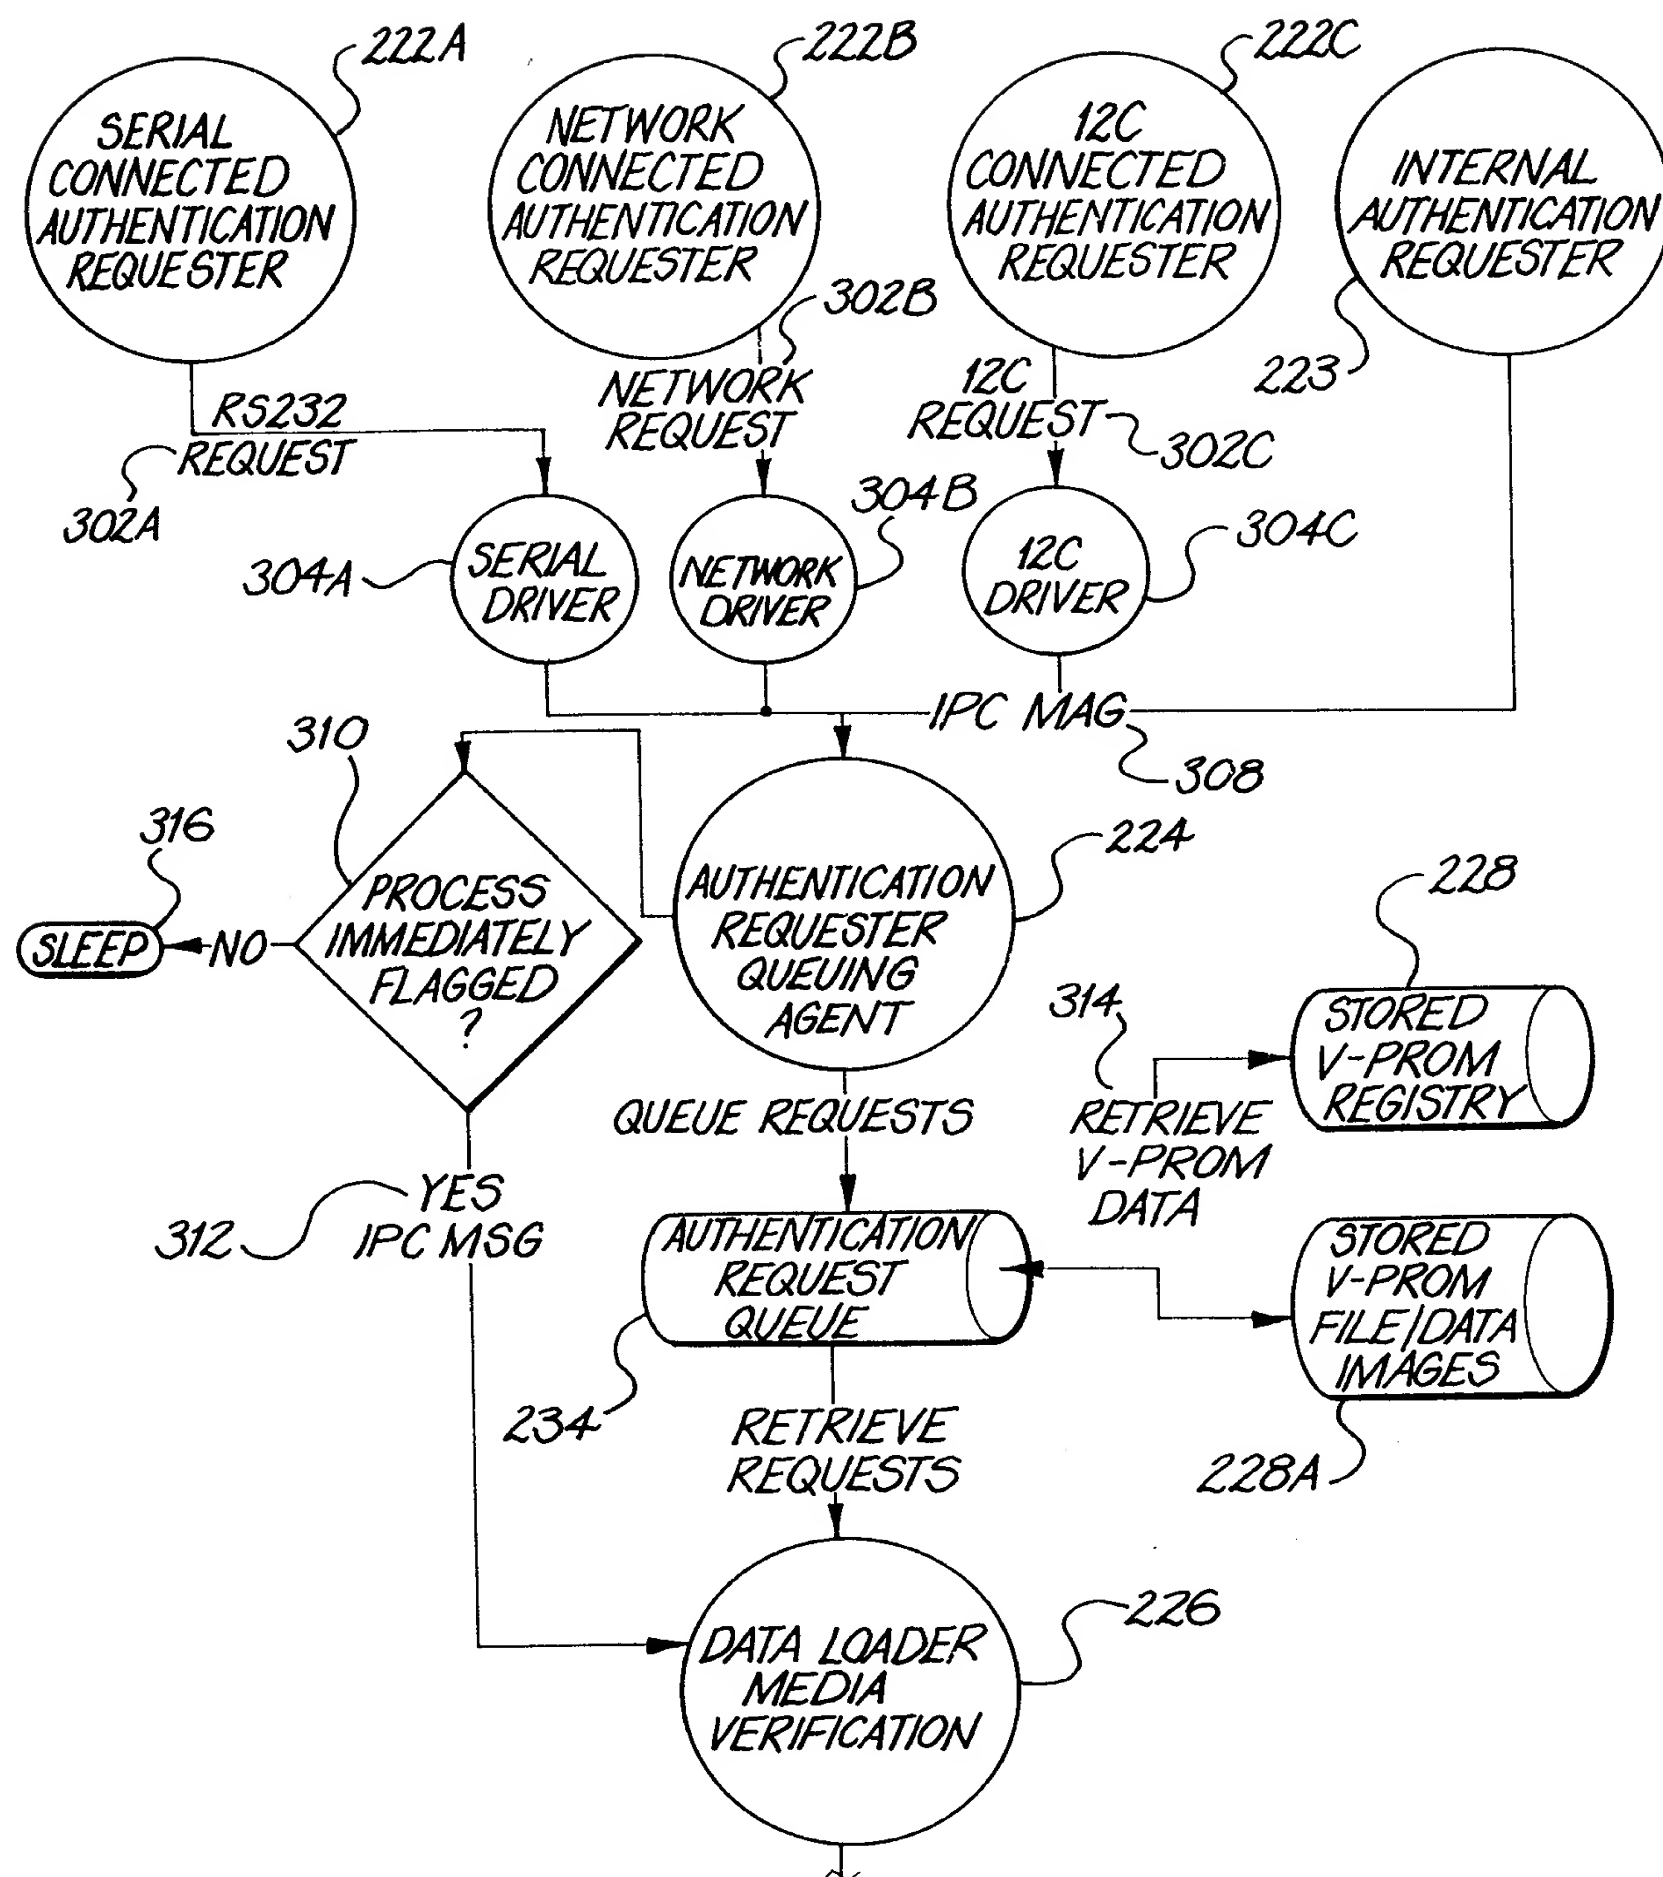 222A
SERIAL
CONNECTED
AUTHENTICATION
REQUESTER
222B
NETWORK
CONNECTED
AUTHENTICATION
REQUESTER
222C
12C
CONNECTED
AUTHENTICATION
REQUESTER
INTERNAL
AUTHENTICATION
REQUESTER
223
RS232
REQUEST
302A
302B
NETWORK
REQUEST
12C
REQUEST
302C
304A
SERIAL
DRIVER
304B
NETWORK
DRIVER
304C
12C
DRIVER
IPC MAG
308
310
316
SLEEP
NO
PROCESS
IMMEDIATELY
FLAGGED
?
224
AUTHENTICATION
REQUESTER
QUEUING
AGENT
228
STORED
V-PROM
REGISTRY
314
RETRIEVE
V-PROM
DATA
QUEUE REQUESTS
312
YES
IPC MSG
AUTHENTICATION
REQUEST
QUEUE
234
STORED
V-PROM
FILE/DATA
IMAGES
228A
RETRIEVE
REQUESTS
226
DATA LOADER
MEDIA
VERIFICATION